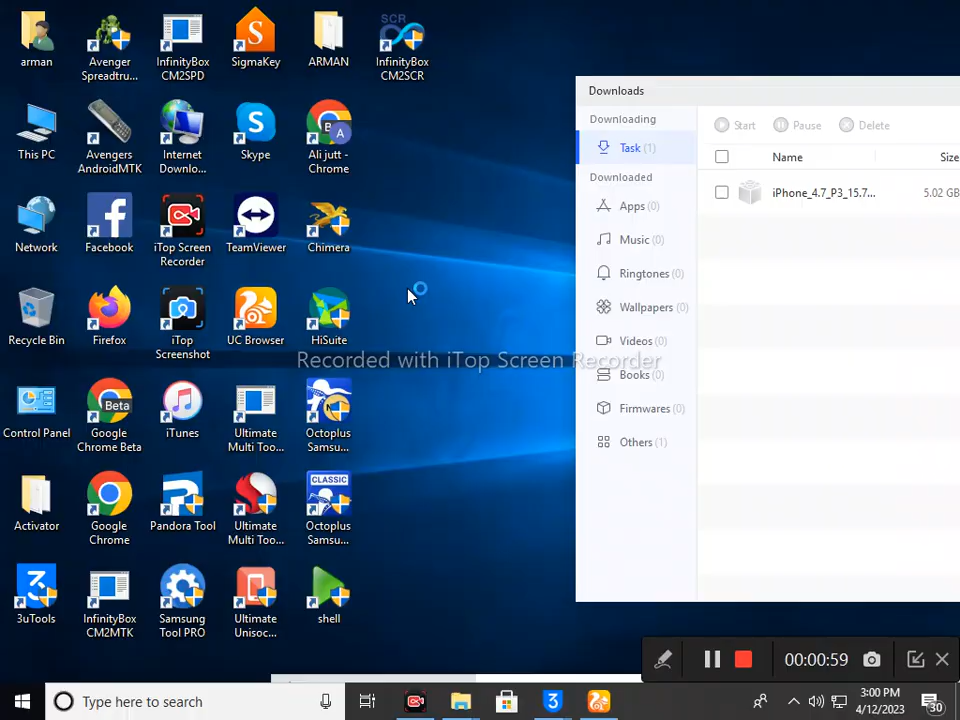 arman
Avenger
Spreadtru...
InfinityBox
CM2SPD
SigmaKey
ARMAN
SCR
InfinityBox
CM2SCR
This PC
Avengers
AndroidMTK
Internet
Downlo...
Skype
A
Ali jutt -
Chrome
Network
Facebook
iTop Screen
Recorder
TeamViewer
Chimera
Recycle Bin
Firefox
iTop
Screenshot
UC Browser
HiSuite
Recorded with iTop Screen Recorder
Control Panel
Beta
Google
Chrome Beta
iTunes
Ultimate
Multi Too...
Octoplus
Samsu...
Activator
Google
Chrome
Pandora Tool
Ultimate
Multi Too...
CLASSIC
Octoplus
Samsu...
3uTools
InfinityBox
CM2MTK
Samsung
Tool PRO
Ultimate
Unisoc...
shell
Downloads
Downloading
Task (1)
Downloaded
Apps (0)
Music (0)
Ringtones (0)
Wallpapers (0)
Videos (0)
Books (0)
Firmwares (0)
Others (1)
Start
Pause
Delete
Name
Size
iPhone_4.7_P3_15.7...
5.02 GB
00:00:59
Type here to search
3:00 PM
4/12/2023
30